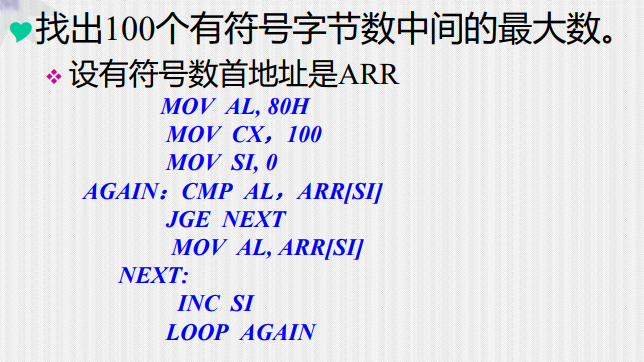 找出100个有符号字节数中间的最大数。
设有符号数首地址是ARR
MOV AL, 80H
MOV CX，100
MOV SI, 0
AGAIN：CMP AL，ARR[SI]
JGE NEXT
MOV AL, ARR[SI]
NEXT:
INC SI
LOOP AGAIN